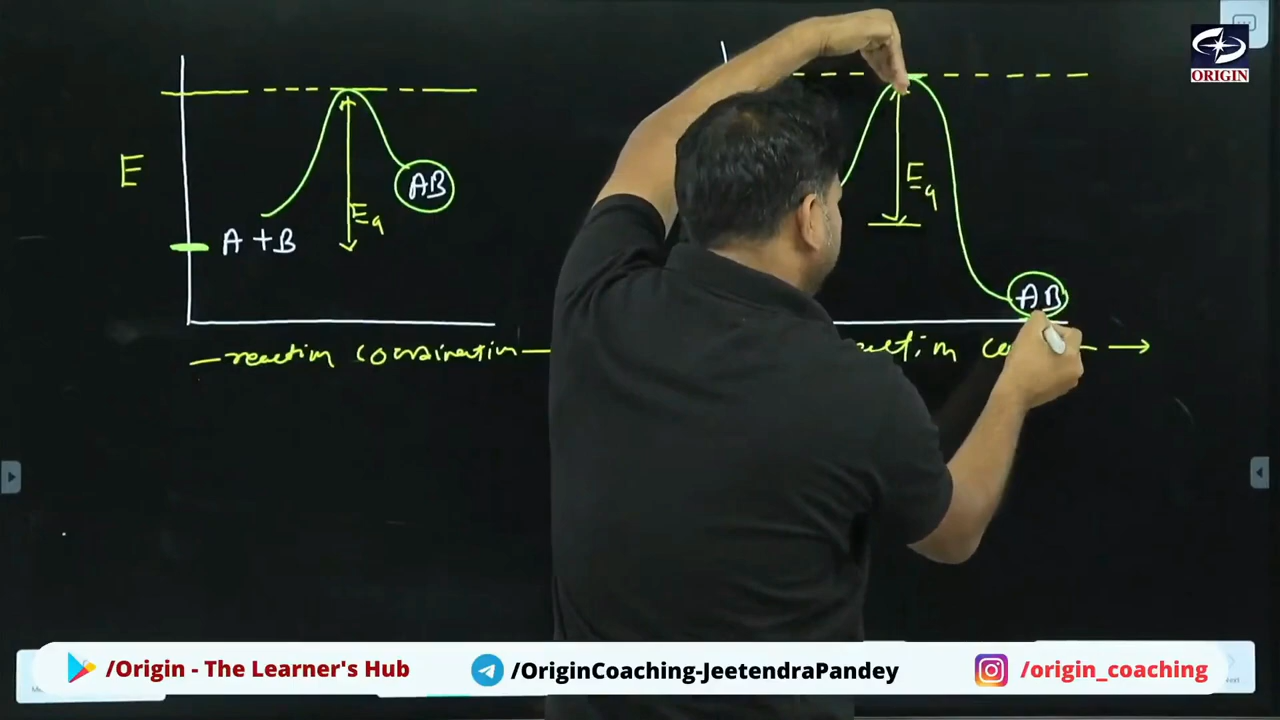 ORIGIN
E
A + B
Ea
AB
Ea
AB
reaction coordination
/Origin - The Learner's Hub
/OriginCoaching-JeetendraPandey
/origin_coaching